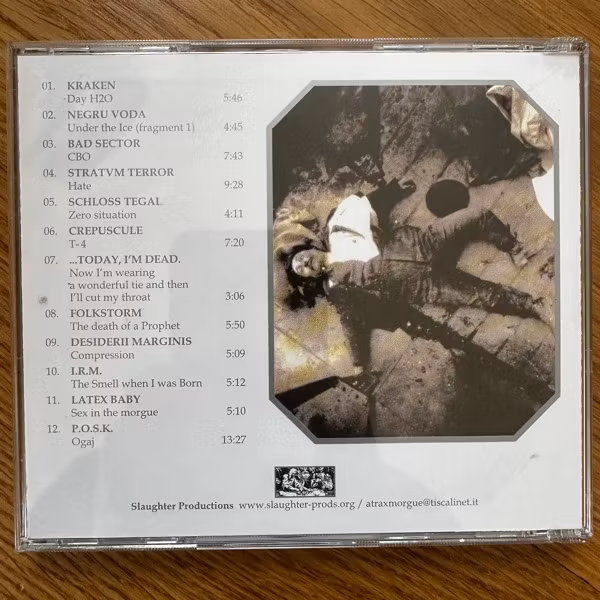 01. KRAKEN
Day H2O 5:46
02. NEGRU VODA
Under the Ice (fragment 1) 4:45
03. BAD SECTOR
CBO 7:43
04. STRATVM TERROR
Hate 9:28
05. SCHLOSS TEGAL
Zero situation 4:11
06. CREPUSCULE
T-4 7:20
07. ...TODAY, I'M DEAD.
Now I'm wearing
a wonderful tie and then
I'll cut my throat 3:06
08. FOLKSTORM
The death of a Prophet 5:50
09. DESIDERII MARGINIS
Compression 5:09
10. I.R.M.
The Smell when I was Born 5:12
11. LATEX BABY
Sex in the morgue 5:10
12. P.O.S.K.
Ogaj 13:27
Slaughter Productions www.slaughter-prods.org / atraxmorgue@tiscalinet.it